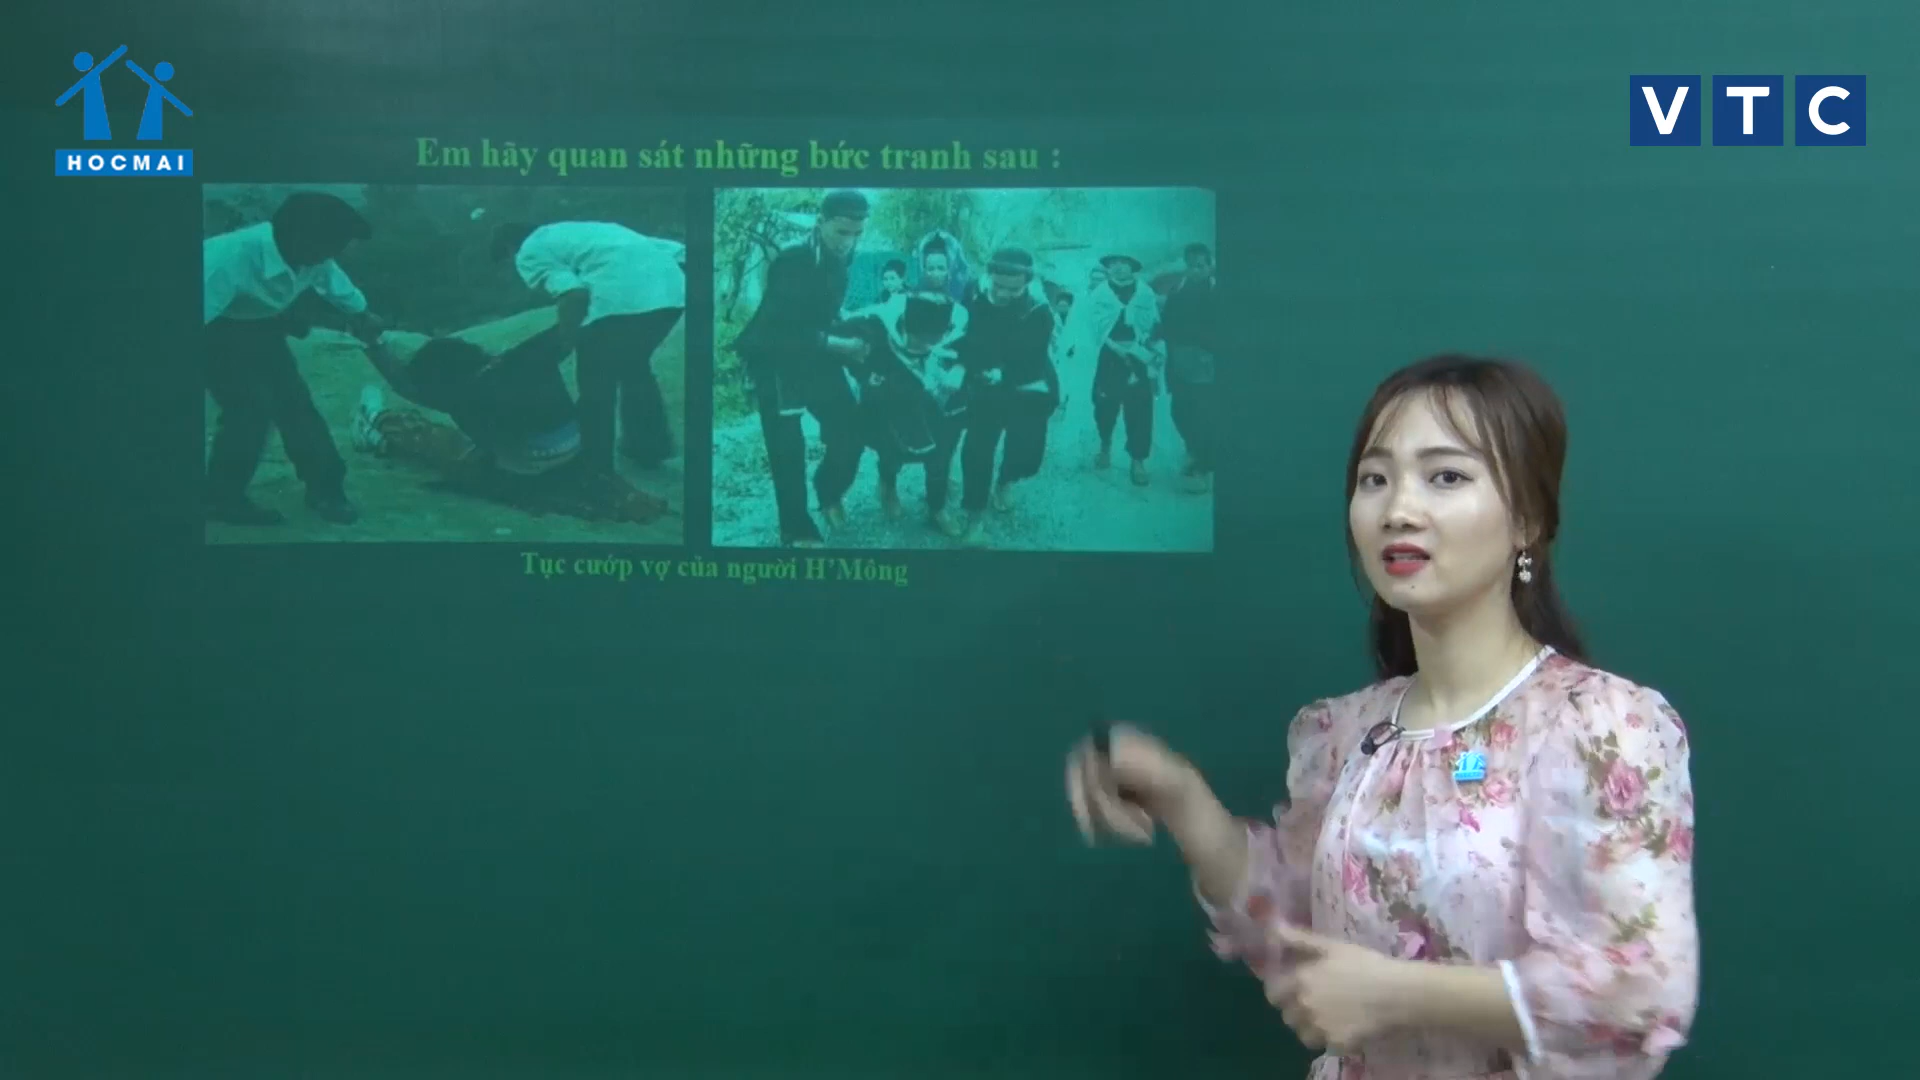 HOCMAI
VTC
Em hãy quan sát những bức tranh sau :
Tục cướp vợ của người H'Mông